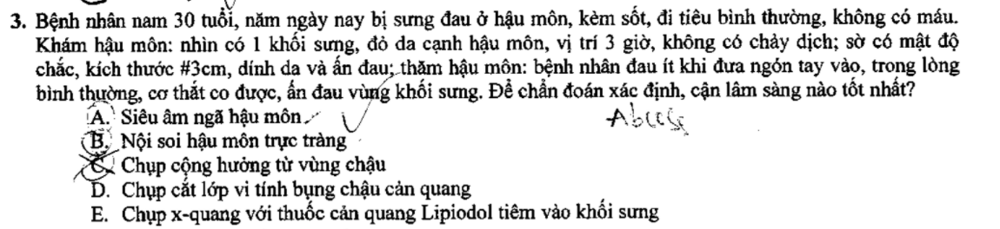 3. Bệnh nhân nam 30 tuổi, năm ngày nay bị sưng đau ở hậu môn, kèm sốt, đi tiêu bình thường, không có máu.
Khám hậu môn: nhìn có 1 khối sưng, đỏ da cạnh hậu môn, vị trí 3 giờ, không có chảy dịch; sờ có mật độ
chắc, kích thước #3cm, dính da và ấn đau; thăm hậu môn: bệnh nhân đau ít khi đưa ngón tay vào, trong lòng
bình thường, cơ thắt co được, ấn đau vùng khối sưng. Để chẩn đoán xác định, cận lâm sàng nào tốt nhất?
A. Siêu âm ngã hậu môn
B. Nội soi hậu môn trực tràng
C. Chụp cộng hưởng từ vùng chậu
D. Chụp cắt lớp vi tính bụng chậu cản quang
E. Chụp x-quang với thuốc cản quang Lipiodol tiêm vào khối sưng